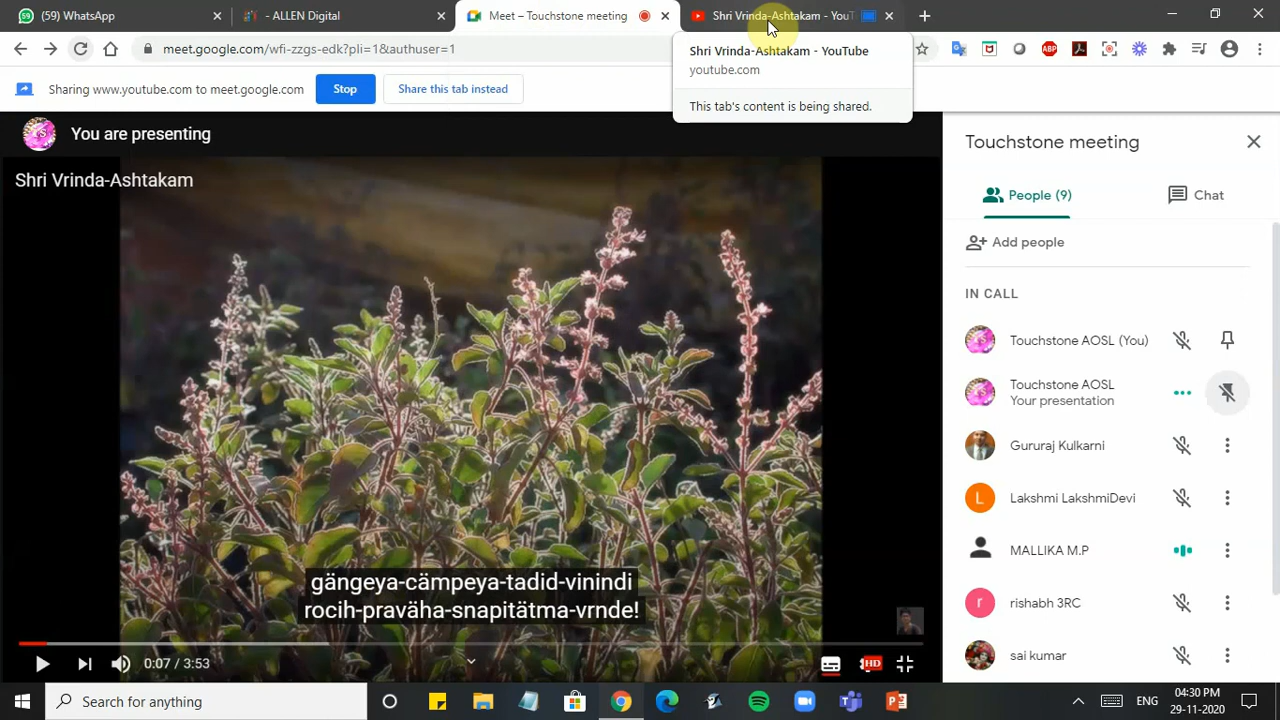 (59) WhatsApp
- ALLEN Digital
Meet – Touchstone meeting
Shri Vrinda-Ashtakam - YouT
meet.google.com/wfi-zzgs-edk?pli=1&authuser=1
ABP
Shri Vrinda-Ashtakam - YouTube
youtube.com
This tab's content is being shared.
Sharing www.youtube.com to meet.google.com
Stop
Share this tab instead
You are presenting
Shri Vrinda-Ashtakam
gängeya-cämpeya-tadid-vinindi
rocih-praväha-snapitätma-vrnde!
0:07 / 3:53
HD
Touchstone meeting
People (9)
Chat
Add people
IN CALL
Touchstone AOSL (You)
Touchstone AOSL
Your presentation
Gururaj Kulkarni
L
Lakshmi LakshmiDevi
MALLIKA M.P
r
rishabh 3RC
sai kumar
Search for anything
ENG
04:30 PM
29-11-2020